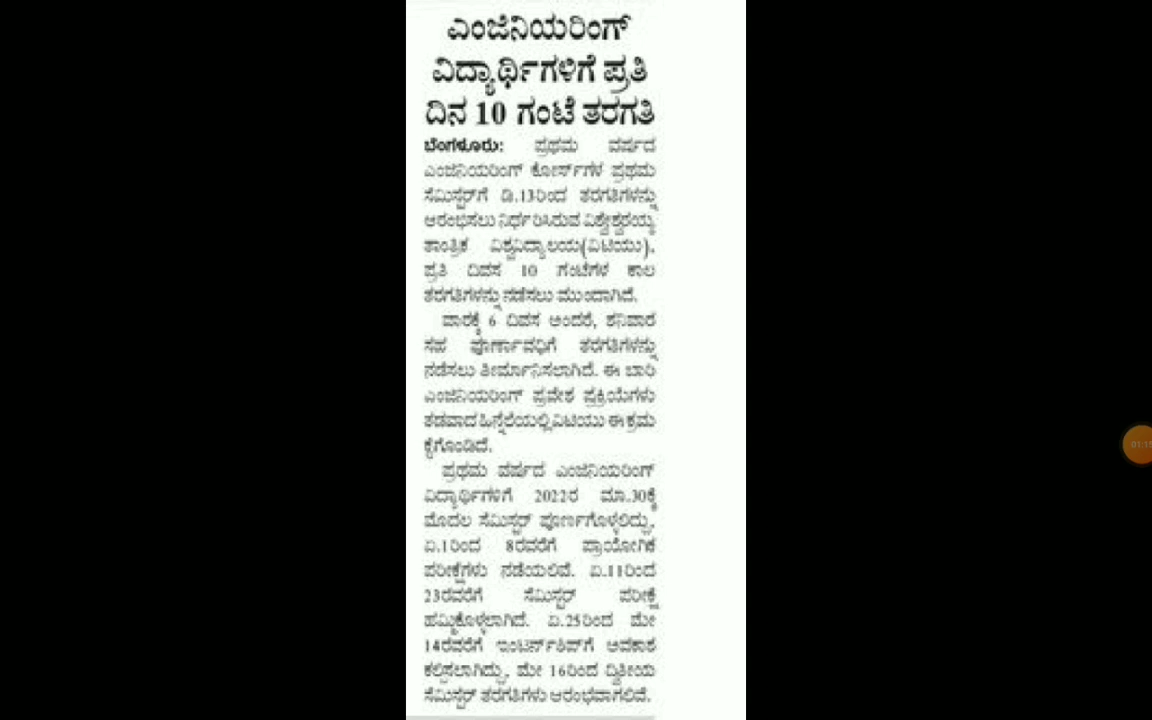 ಎಂಜಿನಿಯರಿಂಗ್
ವಿದ್ಯಾರ್ಥಿಗಳಿಗೆ ಪ್ರತಿ
ದಿನ 10 ಗಂಟೆ ತರಗತಿ
ಬೆಂಗಳೂರು: ಪ್ರಥಮ ವರ್ಷದ
ಎಂಜಿನಿಯರಿಂಗ್ ಕೋರ್ಸ್‌ಗಳ ಪ್ರಥಮ
ಸೆಮಿಸ್ಟರ್‌ಗೆ ಡಿ.13ರಿಂದ ತರಗತಿಗಳನ್ನು
ಆರಂಭಿಸಲು ನಿರ್ಧರಿಸಿರುವ ವಿಶ್ವೇಶ್ವರಯ್ಯ
ತಾಂತ್ರಿಕ ವಿಶ್ವವಿದ್ಯಾಲಯ(ವಿಟಿಯು),
ಪ್ರತಿ ದಿವಸ 10 ಗಂಟೆಗಳ ಕಾಲ
ತರಗತಿಗಳನ್ನು ನಡೆಸಲು ಮುಂದಾಗಿದೆ.
ವಾರಕ್ಕೆ 6 ದಿವಸ ಅಂದರೆ, ಶನಿವಾರ
ಸಹ ಪೂರ್ಣಾವಧಿಗೆ ತರಗತಿಗಳನ್ನು
ನಡೆಸಲು ತೀರ್ಮಾನಿಸಲಾಗಿದೆ. ಈ ಬಾರಿ
ಎಂಜಿನಿಯರಿಂಗ್ ಪ್ರವೇಶ ಪ್ರಕ್ರಿಯೆಗಳು
ತಡವಾದ ಹಿನ್ನೆಲೆಯಲ್ಲಿ ವಿಟಿಯು ಈ ಕ್ರಮ
ಕೈಗೊಂಡಿದೆ.
ಪ್ರಥಮ ವರ್ಷದ ಎಂಜಿನಿಯರಿಂಗ್
ವಿದ್ಯಾರ್ಥಿಗಳಿಗೆ 2022ರ ಮಾ.30ಕ್ಕೆ
ಮೊದಲ ಸೆಮಿಸ್ಟರ್ ಪೂರ್ಣಗೊಳ್ಳಲಿದ್ದು,
ಏ.1ರಿಂದ 8ರವರೆಗೆ ಪ್ರಾಯೋಗಿಕ
ಪರೀಕ್ಷೆಗಳು ನಡೆಯಲಿವೆ. ಏ.11ರಿಂದ
23ರವರೆಗೆ ಸೆಮಿಸ್ಟರ್ ಪರೀಕ್ಷೆ
ಹಮ್ಮಿಕೊಳ್ಳಲಾಗಿದೆ. ಏ.25ರಿಂದ ಮೇ
14ರವರೆಗೆ ಇಂಟರ್ನ್‌ಶಿಪ್‌ಗೆ ಅವಕಾಶ
ಕಲ್ಪಿಸಲಾಗಿದ್ದು, ಮೇ 16ರಿಂದ ದ್ವಿತೀಯ
ಸೆಮಿಸ್ಟರ್ ತರಗತಿಗಳು ಆರಂಭವಾಗಲಿವೆ.